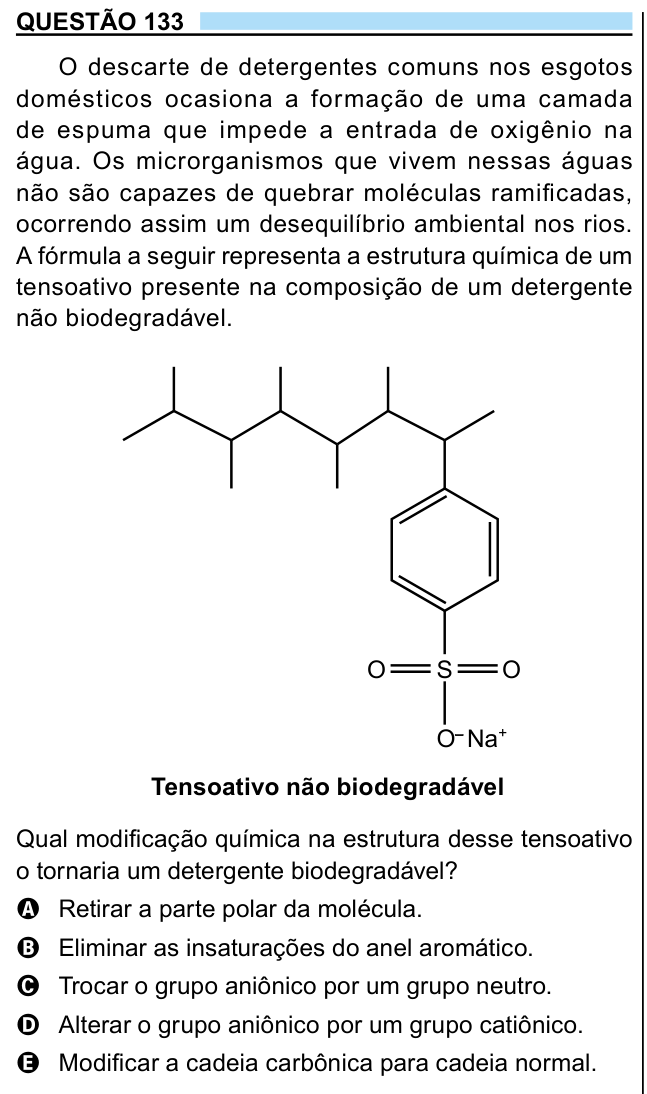 QUESTÃO 133
O descarte de detergentes comuns nos esgotos
domésticos ocasiona a formação de uma camada
de espuma que impede a entrada de oxigênio na
água. Os microrganismos que vivem nessas águas
não são capazes de quebrar moléculas ramificadas,
ocorrendo assim um desequilíbrio ambiental nos rios.
A fórmula a seguir representa a estrutura química de um
tensoativo presente na composição de um detergente
não biodegradável.
O S O
O⁻ Na⁺
Tensoativo não biodegradável
Qual modificação química na estrutura desse tensoativo
o tornaria um detergente biodegradável?
A Retirar a parte polar da molécula.
B Eliminar as insaturações do anel aromático.
C Trocar o grupo aniônico por um grupo neutro.
D Alterar o grupo aniônico por um grupo catiônico.
E Modificar a cadeia carbônica para cadeia normal.